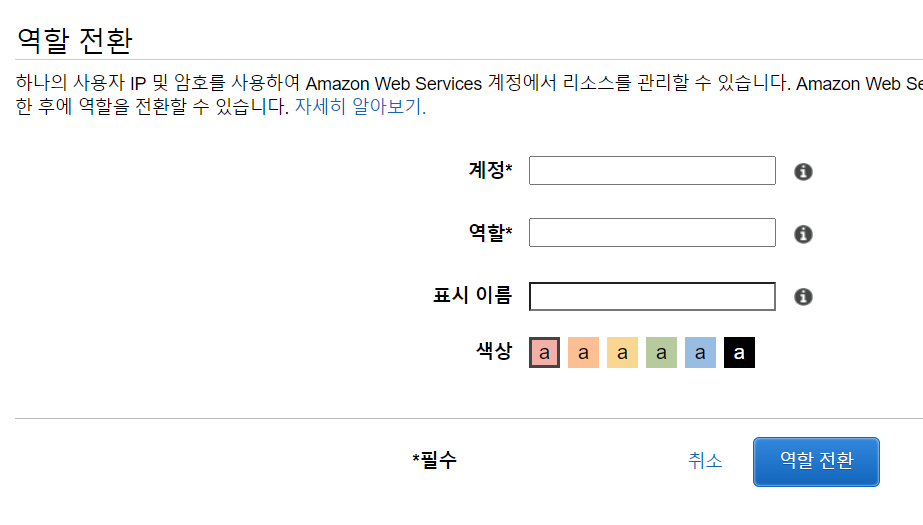 역할 전환
하나의 사용자 IP 및 암호를 사용하여 Amazon Web Services 계정에서 리소스를 관리할 수 있습니다. Amazon Web Se
한 후에 역할을 전환할 수 있습니다. 자세히 알아보기.
계정*
역할*
표시 이름
색상 a a a a a a
*필수 취소 역할 전환